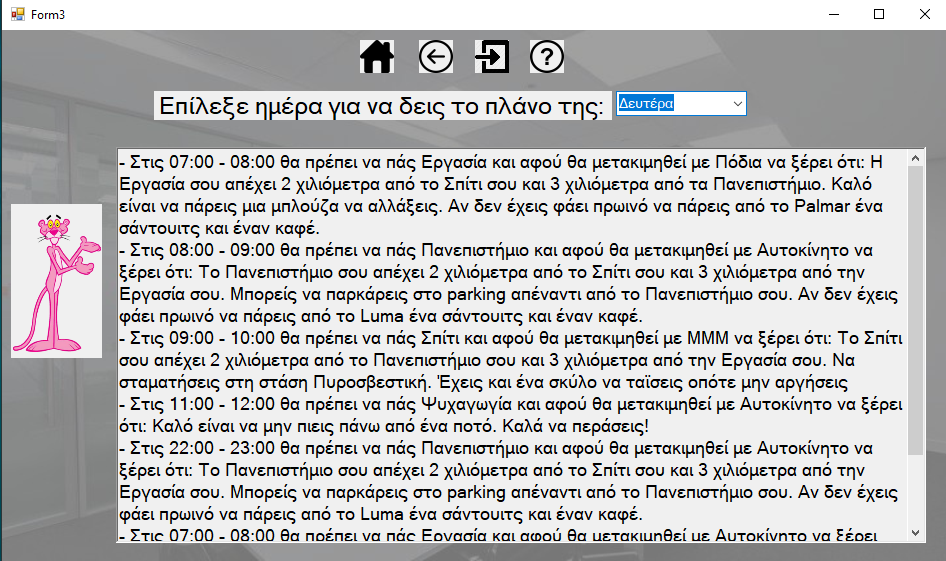 Form3
Επίλεξε ημέρα για να δεις το πλάνο της:
Δευτέρα
- Στις 07:00 - 08:00 θα πρέπει να πάς Εργασία και αφού θα μετακιμηθεί με Πόδια να ξέρει ότι: Η
Εργασία σου απέχει 2 χιλιόμετρα από το Σπίτι σου και 3 χιλιόμετρα από τα Πανεπιστήμιο. Καλό
είναι να πάρεις μια μπλούζα να αλλάξεις. Αν δεν έχεις φάει πρωινό να πάρεις από το Palmar ένα
σάντουιτς και έναν καφέ.
- Στις 08:00 - 09:00 θα πρέπει να πάς Πανεπιστήμιο και αφού θα μετακιμηθεί με Αυτοκίνητο να
ξέρει ότι: Το Πανεπιστήμιο σου απέχει 2 χιλιόμετρα από το Σπίτι σου και 3 χιλιόμετρα από την
Εργασία σου. Μπορείς να παρκάρεις στο parking απέναντι από το Πανεπιστήμιο σου. Αν δεν έχεις
φάει πρωινό να πάρεις από το Luma ένα σάντουιτς και έναν καφέ.
- Στις 09:00 - 10:00 θα πρέπει να πάς Σπίτι και αφού θα μετακιμηθεί με ΜΜΜ να ξέρει ότι: Το Σπίτι
σου απέχει 2 χιλιόμετρα από το Πανεπιστήμιο σου και 3 χιλιόμετρα από την Εργασία σου. Να
σταματήσεις στη στάση Πυροσβεστική. Έχεις και ένα σκύλο να ταΐσεις οπότε μην αργήσεις
- Στις 11:00 - 12:00 θα πρέπει να πάς Ψυχαγωγία και αφού θα μετακιμηθεί με Αυτοκίνητο να ξέρει
ότι: Καλό είναι να μην πιεις πάνω από ένα ποτό. Καλά να περάσεις!
- Στις 22:00 - 23:00 θα πρέπει να πάς Πανεπιστήμιο και αφού θα μετακιμηθεί με Αυτοκίνητο να
ξέρει ότι: Το Πανεπιστήμιο σου απέχει 2 χιλιόμετρα από το Σπίτι σου και 3 χιλιόμετρα από την
Εργασία σου. Μπορείς να παρκάρεις στο parking απέναντι από το Πανεπιστήμιο σου. Αν δεν έχεις
φάει πρωινό να πάρεις από το Luma ένα σάντουιτς και έναν καφέ.
- Στις 07:00 - 08:00 θα πρέπει να πάς Εργασία και αφού θα μετακιμηθεί με Αυτοκίνητο να ξέρει